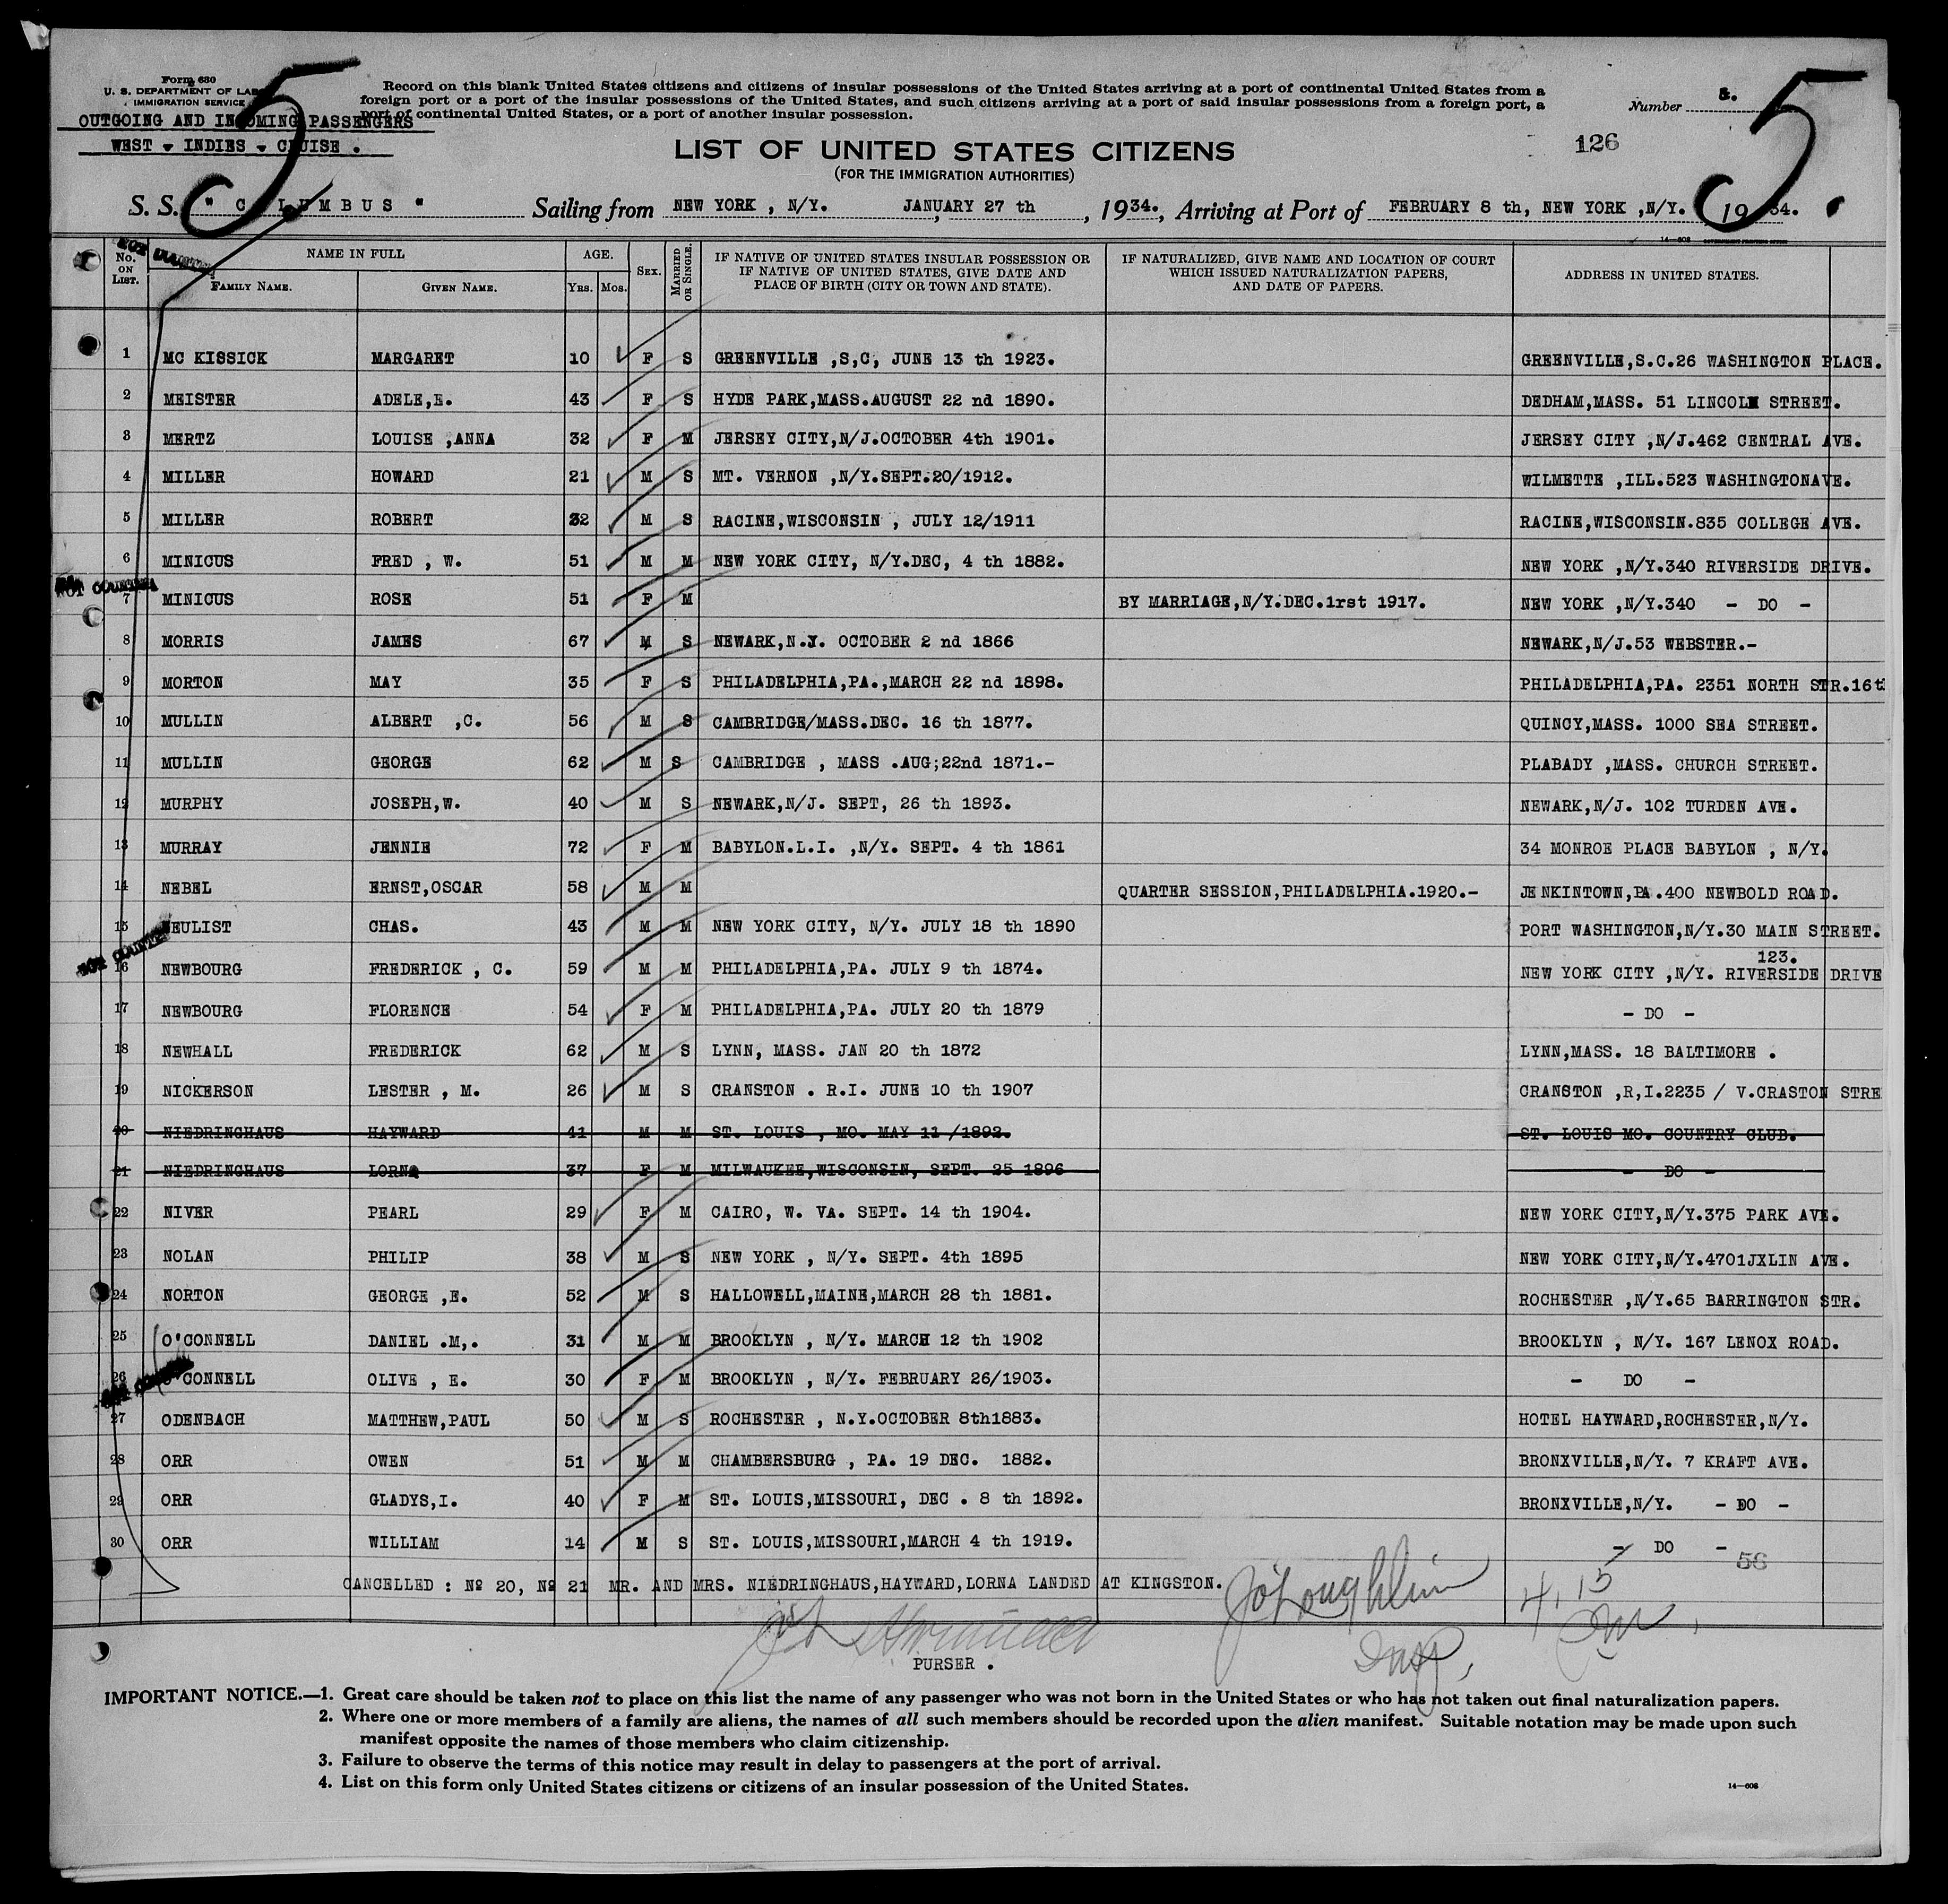 Form 630
U. S. DEPARTMENT OF LAB
IMMIGRATION SERVICE
OUTGOING AND INCOMING PASSENGERS
WEST - INDIES - CRUISE .
5
Record on this blank United States citizens and citizens of insular possessions of the United States arriving at a port of continental United States from a
foreign port or a port of the insular possessions of the United States, and such citizens arriving at a port of said insular possessions from a foreign port, a
port of continental United States, or a port of another insular possession.
Number 5.
5.
126
LIST OF UNITED STATES CITIZENS
(FOR THE IMMIGRATION AUTHORITIES)
S. S. " COLUMBUS " Sailing from NEW YORK , N/Y. JANUARY 27 th , 1934., Arriving at Port of FEBRUARY 8 th, NEW YORK ,N/Y. 1934.
14-608 GOVERNMENT PRINTING OFFICE
NOT COUNTED
No. ON LIST. NAME IN FULL FAMILY NAME. GIVEN NAME. AGE. YRS. MOS. SEX. MARRIED OR SINGLE. IF NATIVE OF UNITED STATES INSULAR POSSESSION OR IF NATIVE OF UNITED STATES, GIVE DATE AND PLACE OF BIRTH (CITY OR TOWN AND STATE). IF NATURALIZED, GIVE NAME AND LOCATION OF COURT WHICH ISSUED NATURALIZATION PAPERS, AND DATE OF PAPERS. ADDRESS IN UNITED STATES.
1 MC KISSICK MARGARET 10 F S GREENVILLE ,S,C, JUNE 13 th 1923. GREENVILLE,S.C.26 WASHINGTON PLACE.
2 MEISTER ADELE,E. 43 F S HYDE PARK,MASS.AUGUST 22 nd 1890. DEDHAM,MASS. 51 LINCOLN STREET.
3 MERTZ LOUISE ,ANNA 32 F M JERSEY CITY,N/J.OCTOBER 4th 1901. JERSEY CITY ,N/J.462 CENTRAL AVE.
4 MILLER HOWARD 21 M S MT. VERNON ,N/Y.SEPT.20/1912. WILMETTE ,ILL.523 WASHINGTONAVE.
5 MILLER ROBERT 22 M S RACINE,WISCONSIN , JULY 12/1911 RACINE,WISCONSIN.835 COLLEGE AVE.
6 MINICUS FRED , W. 51 M M NEW YORK CITY, N/Y.DEC, 4 th 1882. NEW YORK ,N/Y.340 RIVERSIDE DRIVE.
NOT COUNTED
7 MINICUS ROSE 51 F M BY MARRIAGE,N/Y.DEC.1rst 1917. NEW YORK ,N/Y.340 - DO -
8 MORRIS JAMES 67 M S NEWARK,N.J. OCTOBER 2 nd 1866 NEWARK,N/J.53 WEBSTER.-
9 MORTON MAY 35 F S PHILADELPHIA,PA.,MARCH 22 nd 1898. PHILADELPHIA,PA. 2351 NORTH STR.16t
10 MULLIN ALBERT ,C. 56 M S CAMBRIDGE/MASS.DEC. 16 th 1877. QUINCY,MASS. 1000 SEA STREET.
11 MULLIN GEORGE 62 M S CAMBRIDGE , MASS .AUG;22nd 1871.- PLABADY ,MASS. CHURCH STREET.
12 MURPHY JOSEPH,W. 40 M S NEWARK,N/J. SEPT, 26 th 1893. NEWARK,N/J. 102 TURDEN AVE.
13 MURRAY JENNIE 72 F M BABYLON.L.I. ,N/Y. SEPT. 4 th 1861 34 MONROE PLACE BABYLON , N/Y.
14 NEBEL ERNST,OSCAR 58 M M QUARTER SESSION,PHILADELPHIA.1920.- JENKINTOWN,PA.400 NEWBOLD ROAD.
15 NEULIST CHAS. 43 M M NEW YORK CITY, N/Y. JULY 18 th 1890 PORT WASHINGTON,N/Y.30 MAIN STREET.
NOT COUNTED
16 NEWBOURG FREDERICK , C. 59 M M PHILADELPHIA,PA. JULY 9 th 1874. NEW YORK CITY ,N/Y. 123. RIVERSIDE DRIVE
17 NEWBOURG FLORENCE 54 F M PHILADELPHIA,PA. JULY 20 th 1879 - DO -
18 NEWHALL FREDERICK 62 M S LYNN, MASS. JAN 20 th 1872 LYNN,MASS. 18 BALTIMORE .
19 NICKERSON LESTER , M. 26 M S CRANSTON . R.I. JUNE 10 th 1907 CRANSTON ,R,I.2235 / V.CRASTON STRE
20 NIEDRINGHAUS HAYWARD 41 M M ST. LOUIS , MO. MAY 11 /1892. ST. LOUIS MO. COUNTRY CLUB.
21 NIEDRINGHAUS LORNA 37 F M MILWAUKEE,WISCONSIN, SEPT. 25 1896 - DO -
22 NIVER PEARL 29 F M CAIRO, W. VA. SEPT. 14 th 1904. NEW YORK CITY,N/Y.375 PARK AVE.
23 NOLAN PHILIP 38 M S NEW YORK , N/Y. SEPT. 4th 1895 NEW YORK CITY,N/Y.4701JXLIN AVE.
24 NORTON GEORGE ,E. 52 M S HALLOWELL,MAINE,MARCH 28 th 1881. ROCHESTER ,N/Y.65 BARRINGTON STR.
25 O'CONNELL DANIEL .M,. 31 M M BROOKLYN , N/Y. MARCH 12 th 1902 BROOKLYN , N/Y. 167 LENOX ROAD.
NOT COUNTED
26 O'CONNELL OLIVE , E. 30 F M BROOKLYN , N/Y. FEBRUARY 26/1903. - DO -
27 ODENBACH MATTHEW,PAUL 50 M S ROCHESTER , N.Y.OCTOBER 8th1883. HOTEL HAYWARD,ROCHESTER,N/Y.
28 ORR OWEN 51 M M CHAMBERSBURG , PA. 19 DEC. 1882. BRONXVILLE,N/Y. 7 KRAFT AVE.
29 ORR GLADYS,I. 40 F M ST. LOUIS,MISSOURI, DEC . 8 th 1892. BRONXVILLE,N/Y. - DO -
30 ORR WILLIAM 14 M S ST. LOUIS,MISSOURI,MARCH 4 th 1919. - DO -
56
CANCELLED : № 20, № 21 MR. AND MRS. NIEDRINGHAUS,HAYWARD,LORNA LANDED AT KINGSTON.
JO'Loughlin
Insp.
4.15
PURSER .
IMPORTANT NOTICE.—1. Great care should be taken not to place on this list the name of any passenger who was not born in the United States or who has not taken out final naturalization papers.
2. Where one or more members of a family are aliens, the names of all such members should be recorded upon the alien manifest. Suitable notation may be made upon such
manifest opposite the names of those members who claim citizenship.
3. Failure to observe the terms of this notice may result in delay to passengers at the port of arrival.
4. List on this form only United States citizens or citizens of an insular possession of the United States.
14-608